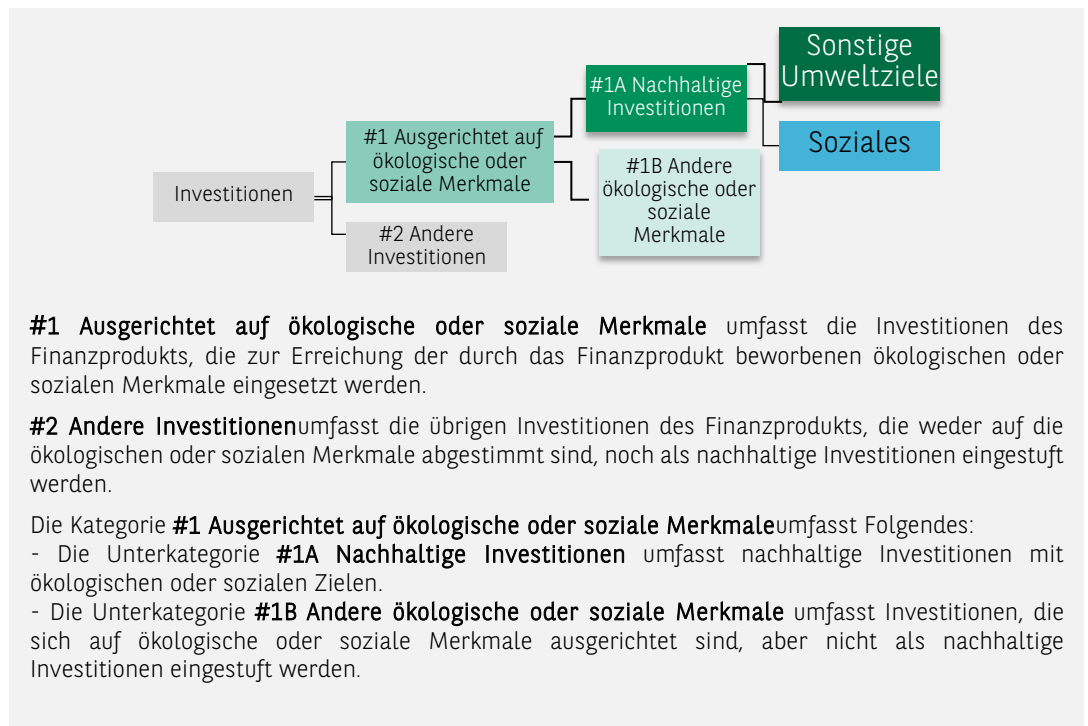 Sonstige
Umweltziele
#1A Nachhaltige
Investitionen
#1 Ausgerichtet auf
ökologische oder
soziale Merkmale
Soziales
#1B Andere
ökologische oder
soziale
Merkmale
Investitionen
#2 Andere
Investitionen
#1 Ausgerichtet auf ökologische oder soziale Merkmale umfasst die Investitionen des
Finanzprodukts, die zur Erreichung der durch das Finanzprodukt beworbenen ökologischen oder
sozialen Merkmale eingesetzt werden.
#2 Andere Investitionenumfasst die übrigen Investitionen des Finanzprodukts, die weder auf die
ökologischen oder sozialen Merkmale abgestimmt sind, noch als nachhaltige Investitionen eingestuft
werden.
Die Kategorie #1 Ausgerichtet auf ökologische oder soziale Merkmaleumfasst Folgendes:
- Die Unterkategorie #1A Nachhaltige Investitionen umfasst nachhaltige Investitionen mit
ökologischen oder sozialen Zielen.
- Die Unterkategorie #1B Andere ökologische oder soziale Merkmale umfasst Investitionen, die
sich auf ökologische oder soziale Merkmale ausgerichtet sind, aber nicht als nachhaltige
Investitionen eingestuft werden.